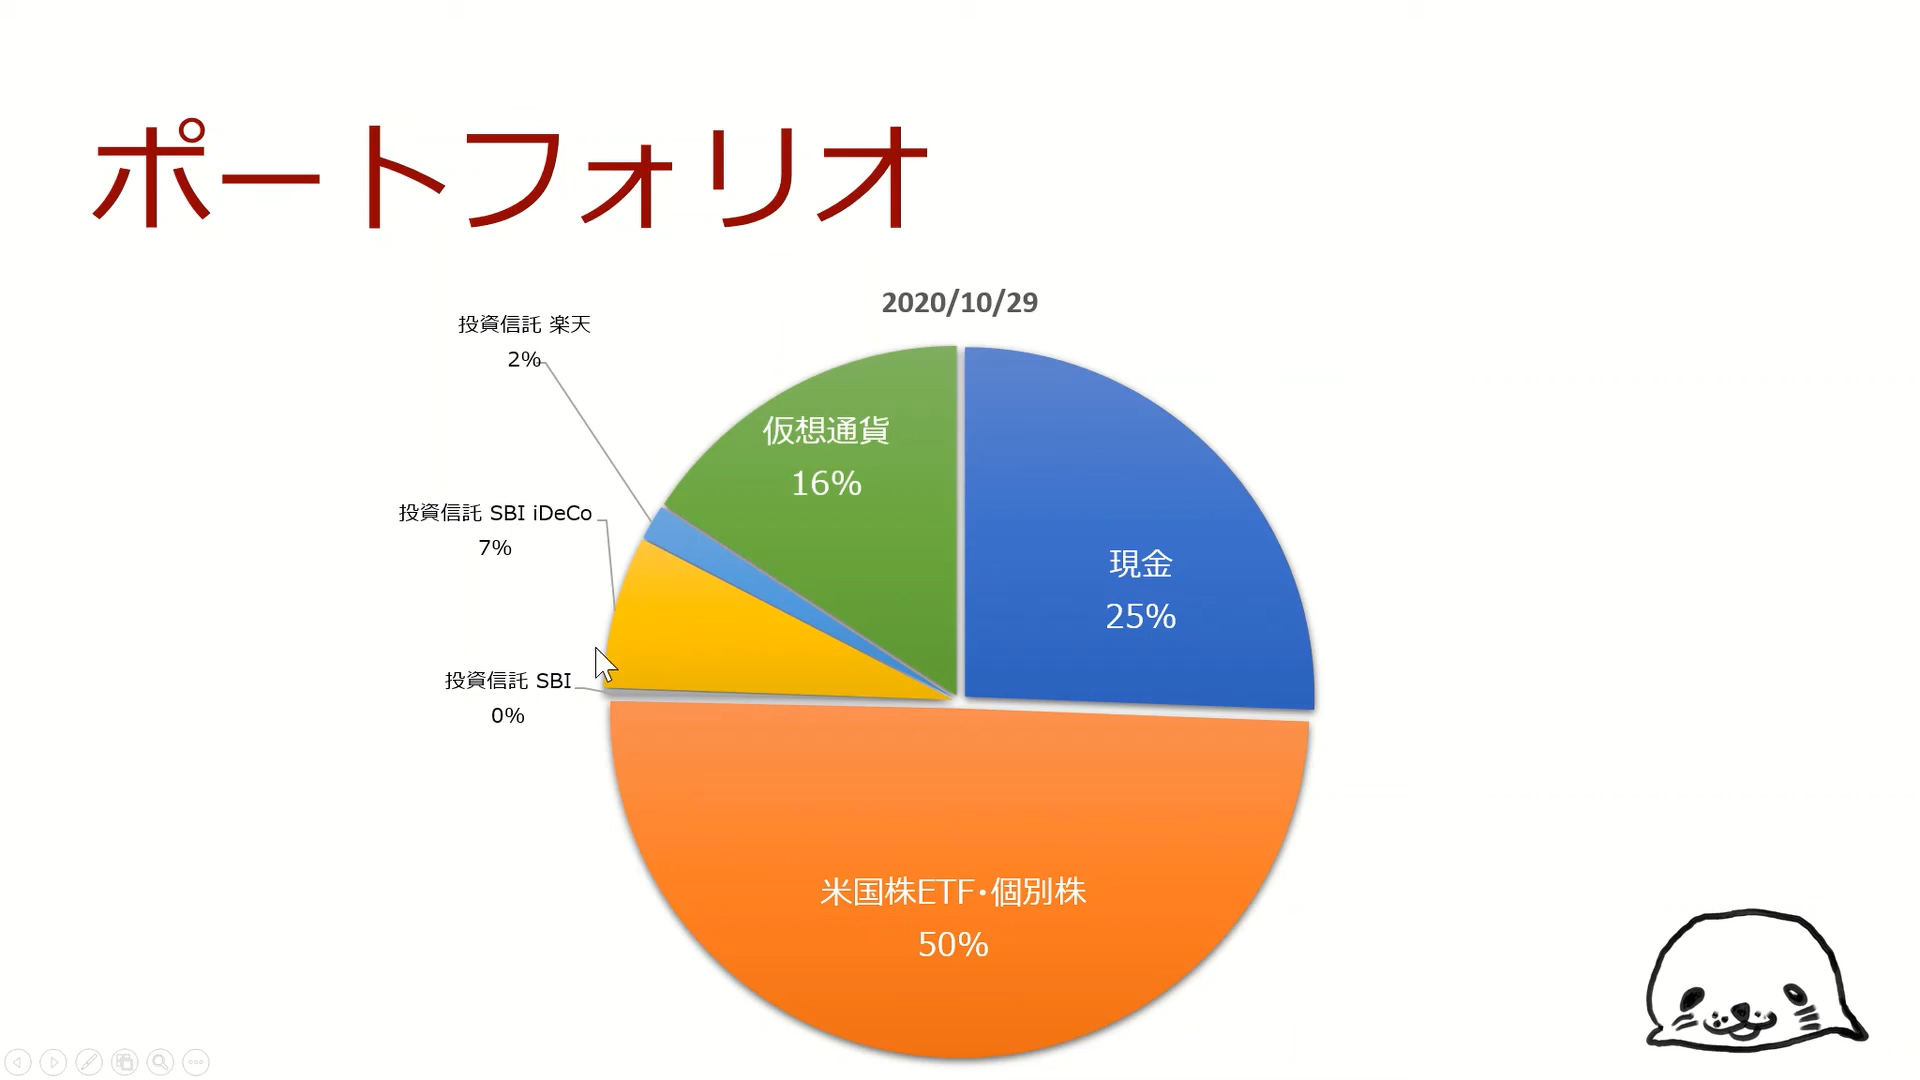 ポートフォリオ
2020/10/29
投資信託 楽天
2%
仮想通貨
16%
投資信託 SBI iDeCo
7%
現金
25%
投資信託 SBI
0%
米国株ETF・個別株
50%